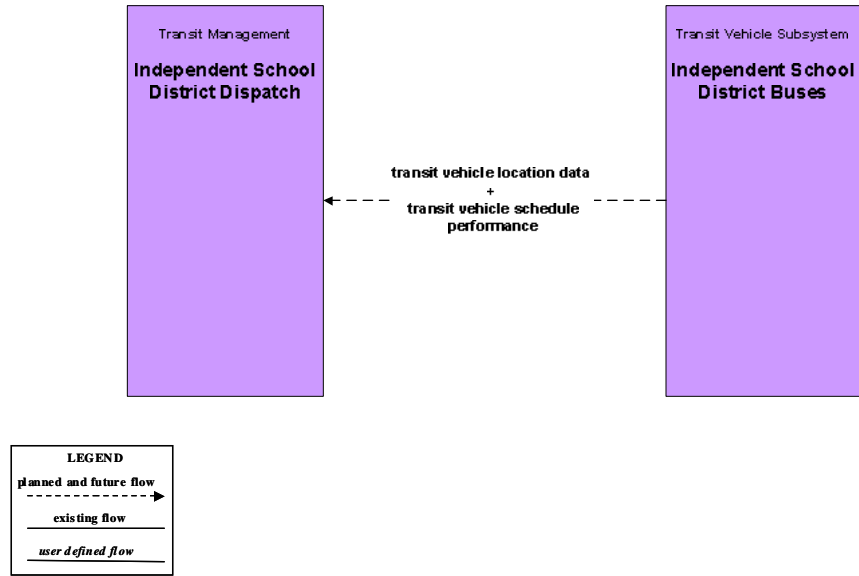 Transit Management
Independent School
District Dispatch
Transit Vehicle Subsystem
Independent School
District Buses
transit vehicle location data
+
transit vehicle schedule
performance
LEGEND
planned and future flow
existing flow
user defined flow